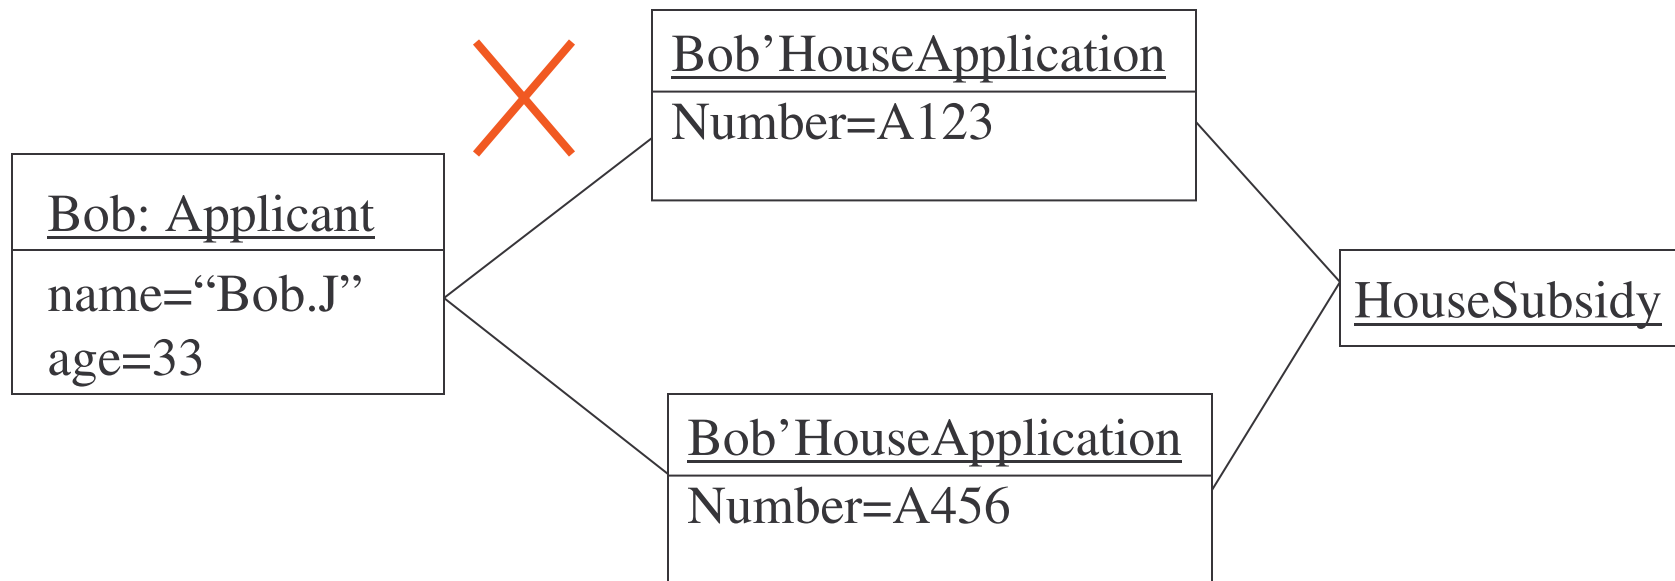 Bob’HouseApplication
Number=A123
Bob: Applicant
name=“Bob.J”
age=33
HouseSubsidy
Bob’HouseApplication
Number=A456